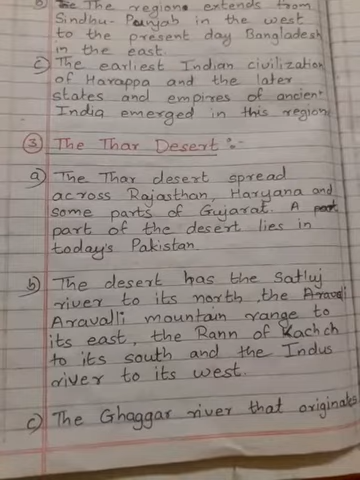 b) The region extends from
Sindhu-Punjab in the west
to the present day Bangladesh
in the east.
c) The earliest Indian civilization
of Harappa and the later
states and empires of ancient
India emerged in this region
③ The Thar Desert :-
a) The Thar desert spread
across Rajasthan, Haryana and
some parts of Gujarat. A
part of the desert lies in
today's Pakistan
b) The desert has the Satluj
river to its north, the
Aravalli mountain range to
its east, the Rann of Kachch
to its south and the Indus
river to its west.
c) The Ghaggar river that originates